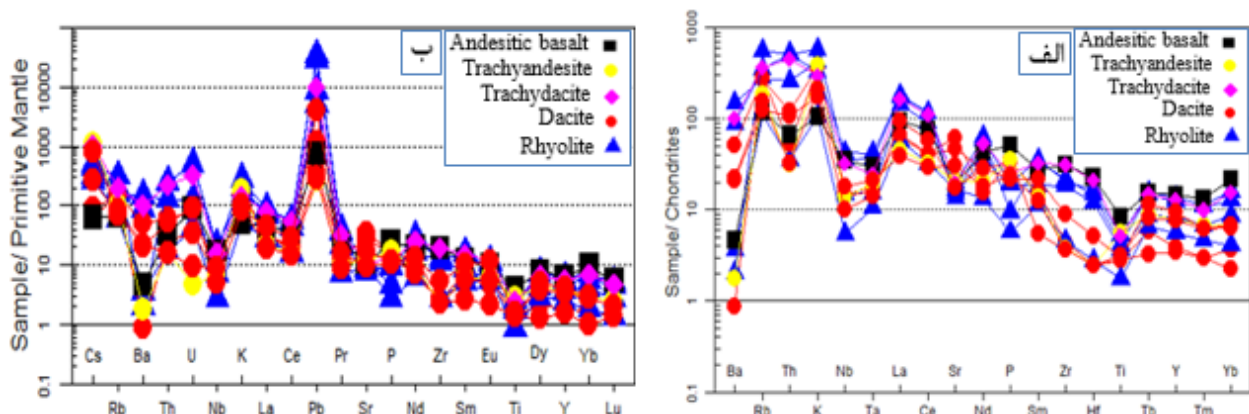 Sample/ Primitive Mantle
10000
1000
100
10
1
0.1
ب
Andesitic basalt
Trachyandesite
Trachydacite
Dacite
Rhyolite
Cs Ba U K Ce Pr P Zr Eu Dy Yb
Rb Th Nb La Pb Sr Nd Sm Ti Y Lu
Sample/ Chondrites
1000
100
10
1
0.1
الف
Andesitic basalt
Trachyandesite
Trachydacite
Dacite
Rhyolite
Ba Th Nb La Sr P Zr Ti Y Yb
Rb K Ta Ce Nd Sm Hf Tb Tm